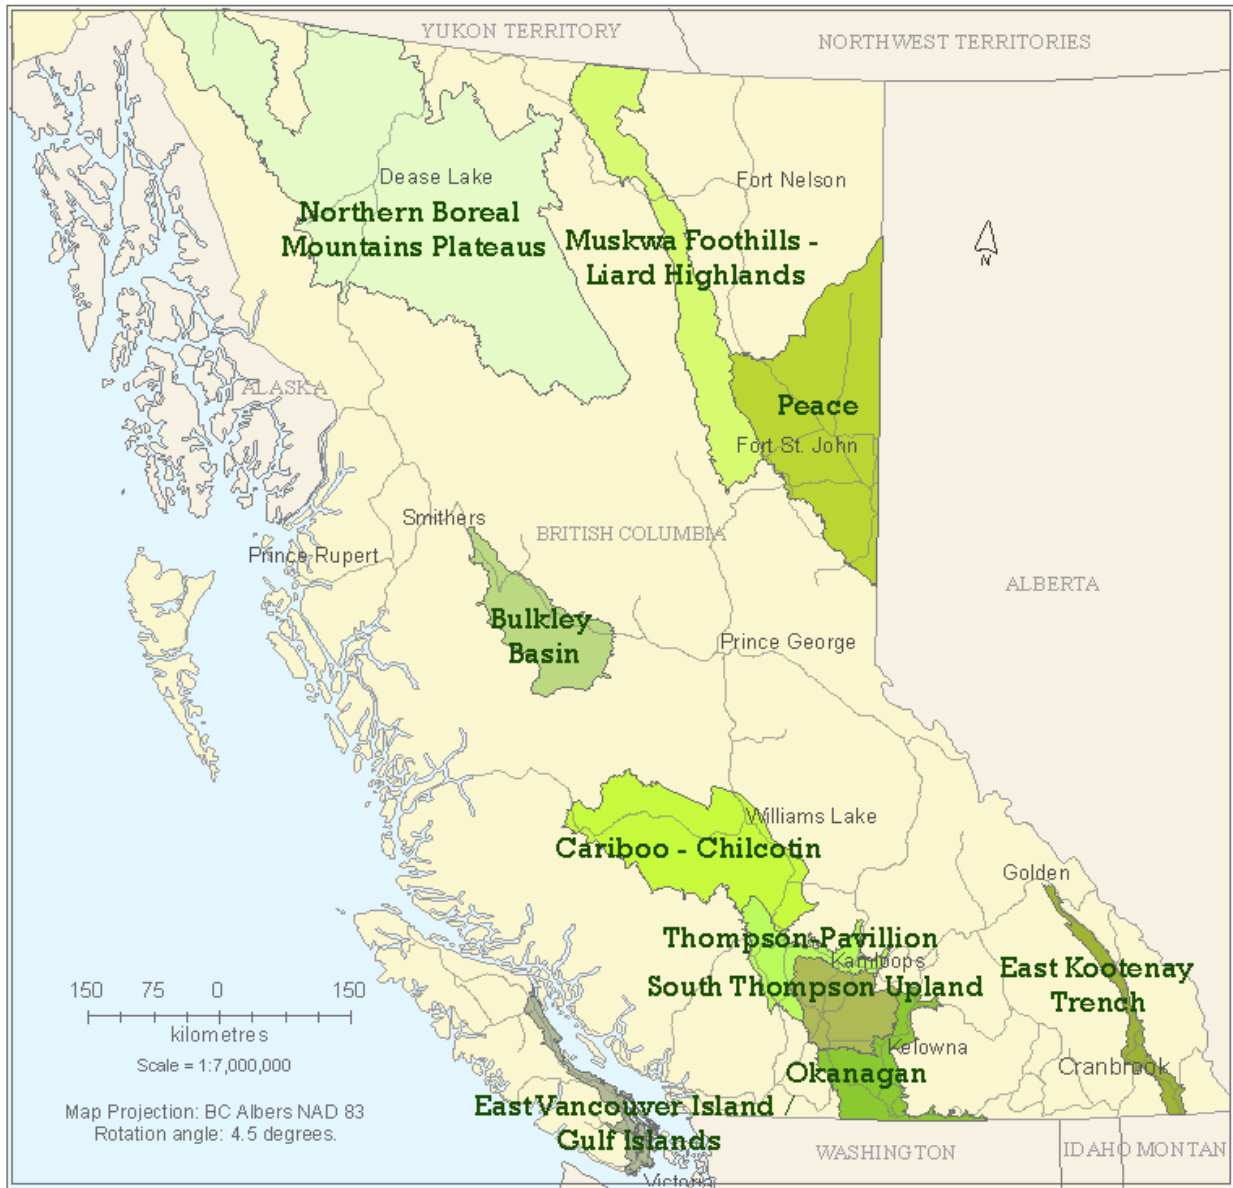 YUKON TERRITORY
NORTHWEST TERRITORIES
Dease Lake
Fort Nelson
Northern Boreal
Mountains Plateaus
Muskwa Foothills -
Liard Highlands
N
ALASKA
Peace
Fort St. John
Smithers
BRITISH COLUMBIA
Prince Rupert
ALBERTA
Bulkley
Basin
Prince George
Williams Lake
Cariboo - Chilcotin
Golden
Thompson-Pavillion
Kamloops
East Kootenay
Trench
South Thompson Upland
150 75 0 150
kilometres
Scale = 1:7,000,000
Kelowna
Cranbrook
Okanagan
Map Projection: BC Albers NAD 83
Rotation angle: 4.5 degrees.
East Vancouver Island /
Gulf Islands
WASHINGTON
IDAHO
MONTAN
Victoria